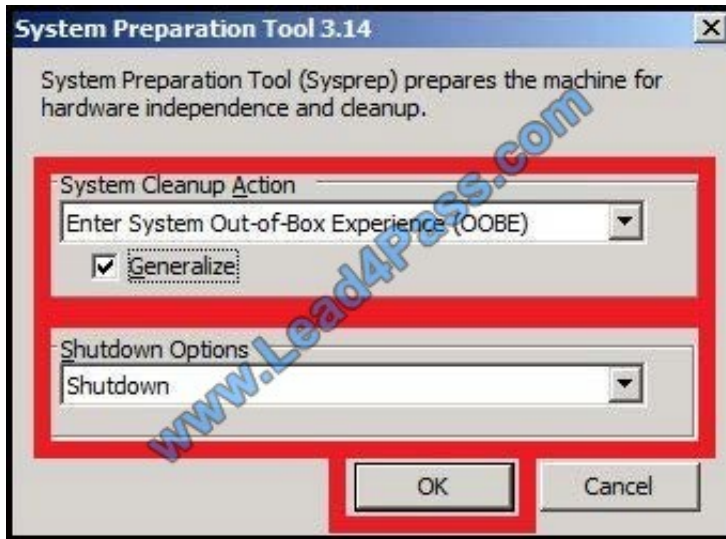 System Preparation Tool 3.14
System Preparation Tool (Sysprep) prepares the machine for
hardware independence and cleanup.
System Cleanup Action
Enter System Out-of-Box Experience (OOBE)
Generalize
Shutdown Options
Shutdown
OK
Cancel
www.Lead4Pass.com